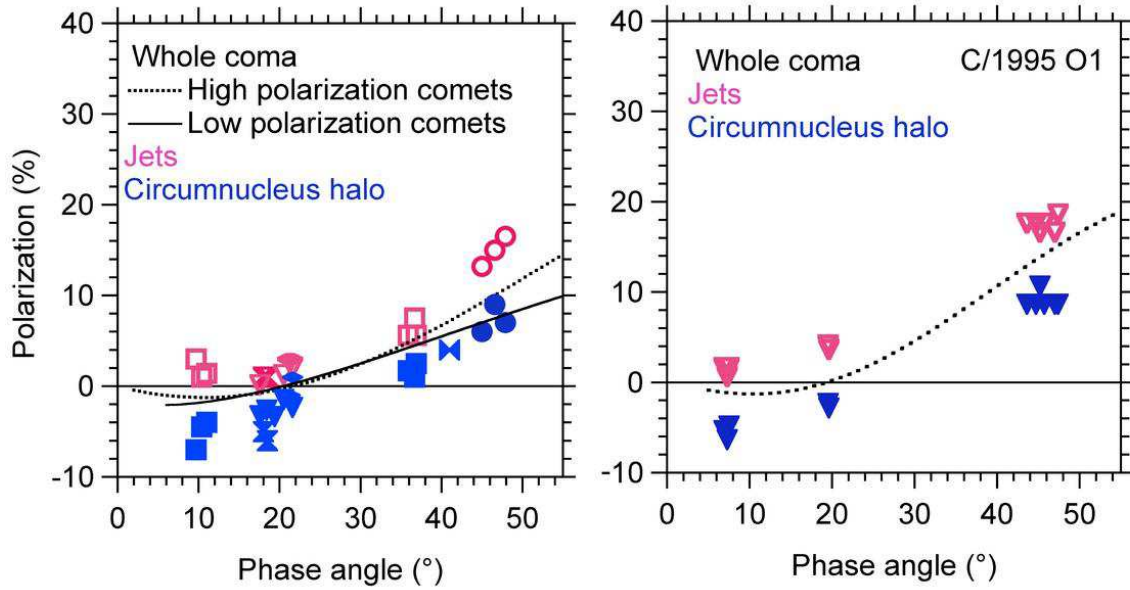 40
Whole coma
High polarization comets
Low polarization comets
Jets
Circumnucleus halo
30
20
10
0
-10
Polarization (%)
0 10 20 30 40 50
Phase angle (°)
40
Whole coma C/1995 O1
Jets
Circumnucleus halo
30
20
10
0
-10
0 10 20 30 40 50
Phase angle (°)